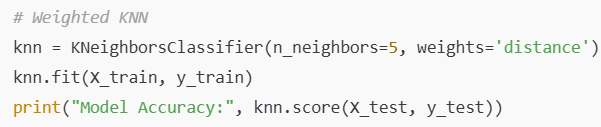 # Weighted KNN
knn = KNeighborsClassifier(n_neighbors=5, weights='distance')
knn.fit(X_train, y_train)
print("Model Accuracy:", knn.score(X_test, y_test))